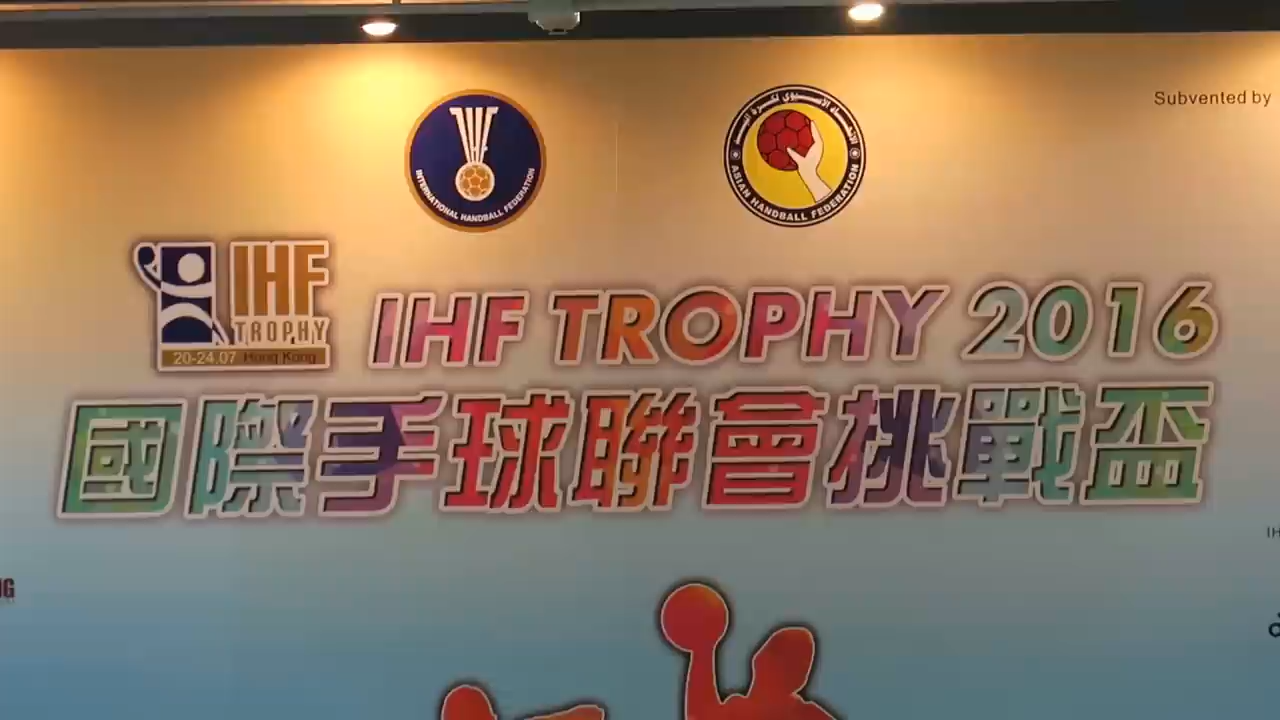 INTERNATIONAL HANDBALL FEDERATION
ASIAN HANDBALL FEDERATION
Subvented by
IHF
TROPHY
20-24.07 Hong Kong
IHF TROPHY 2016
國際手球聯會挑戰盃